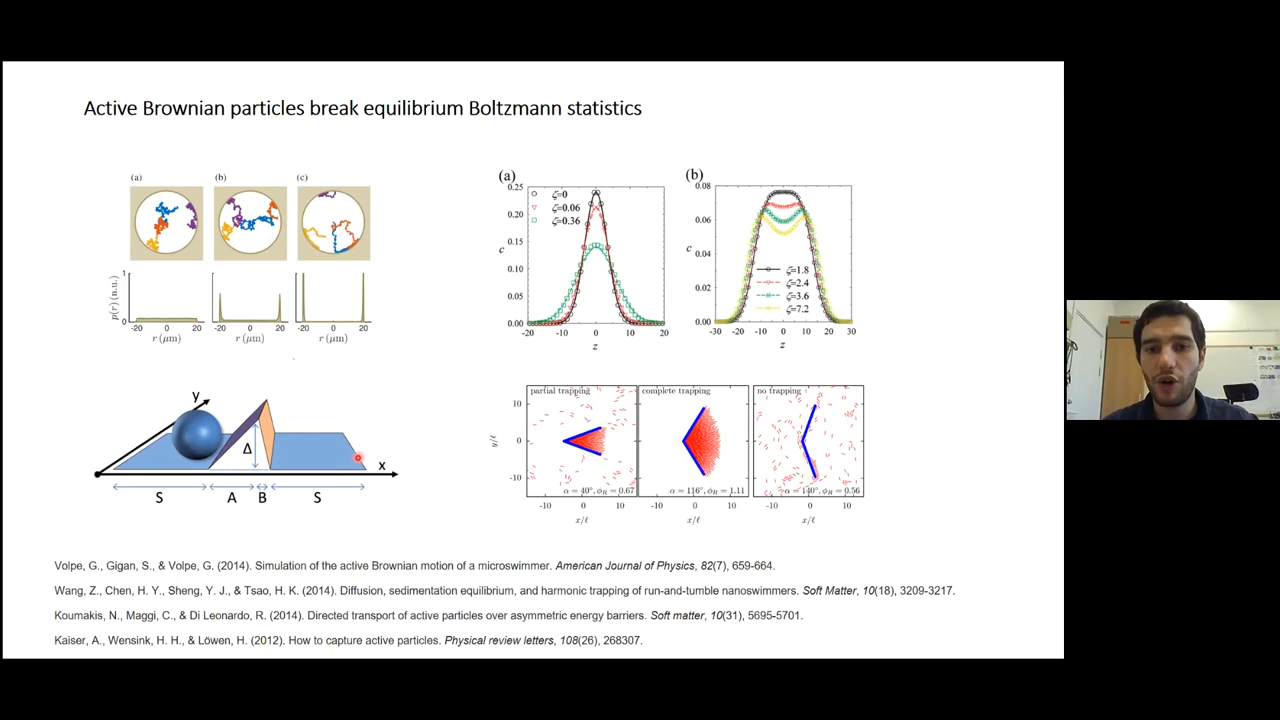 Active Brownian particles break equilibrium Boltzmann statistics
(a) (b) (c)
1
0
p(r) (n.u.)
-20 0 20 -20 0 20 -20 0 20
r (μm) r (μm) r (μm)
(a)
0.25
0.20
0.15
0.10
0.05
0.00
c
ζ=0
ζ=0.06
ζ=0.36
-20 -10 0 10 20
z
(b)
0.08
0.06
0.04
0.02
0.00
c
ζ=1.8
ζ=2.4
ζ=3.6
ζ=7.2
-30 -20 -10 0 10 20 30
z
y
Δ
x
S A B S
partial trapping complete trapping no trapping
10
0
-10
y/ℓ
α = 40°, ϕR = 0.67 α = 116°, ϕR = 1.11 α = 140°, ϕR = 0.56
-10 0 10 -10 0 10 -10 0 10
x/ℓ x/ℓ x/ℓ
Volpe, G., Gigan, S., & Volpe, G. (2014). Simulation of the active Brownian motion of a microswimmer. American Journal of Physics, 82(7), 659-664.
Wang, Z., Chen, H. Y., Sheng, Y. J., & Tsao, H. K. (2014). Diffusion, sedimentation equilibrium, and harmonic trapping of run-and-tumble nanoswimmers. Soft Matter, 10(18), 3209-3217.
Koumakis, N., Maggi, C., & Di Leonardo, R. (2014). Directed transport of active particles over asymmetric energy barriers. Soft matter, 10(31), 5695-5701.
Kaiser, A., Wensink, H. H., & Löwen, H. (2012). How to capture active particles. Physical review letters, 108(26), 268307.